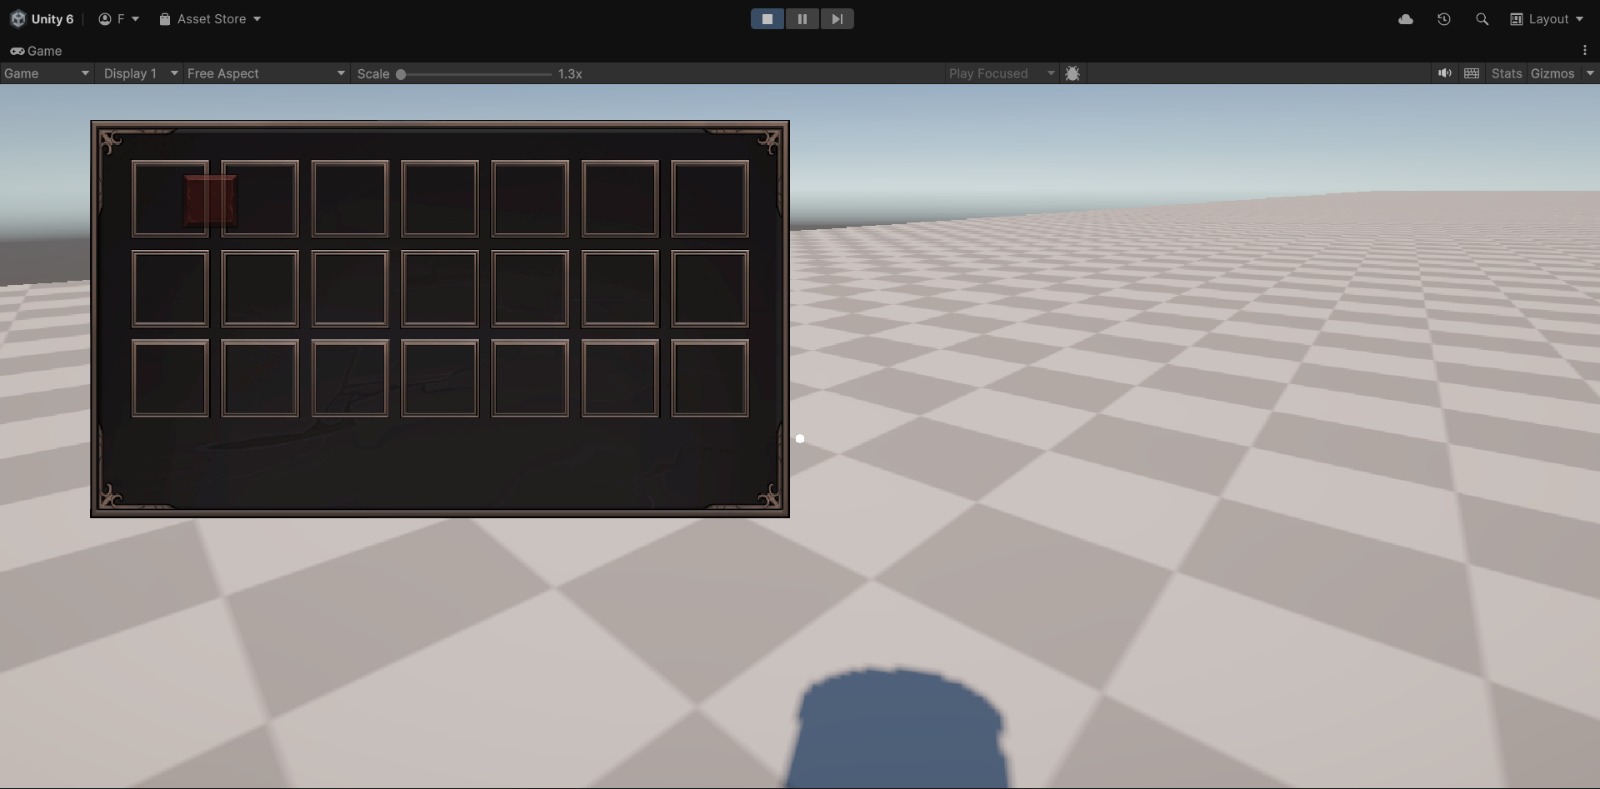 Unity 6 F Asset Store Layout
Game
Game Display 1 Free Aspect Scale 1.3x Play Focused Stats Gizmos